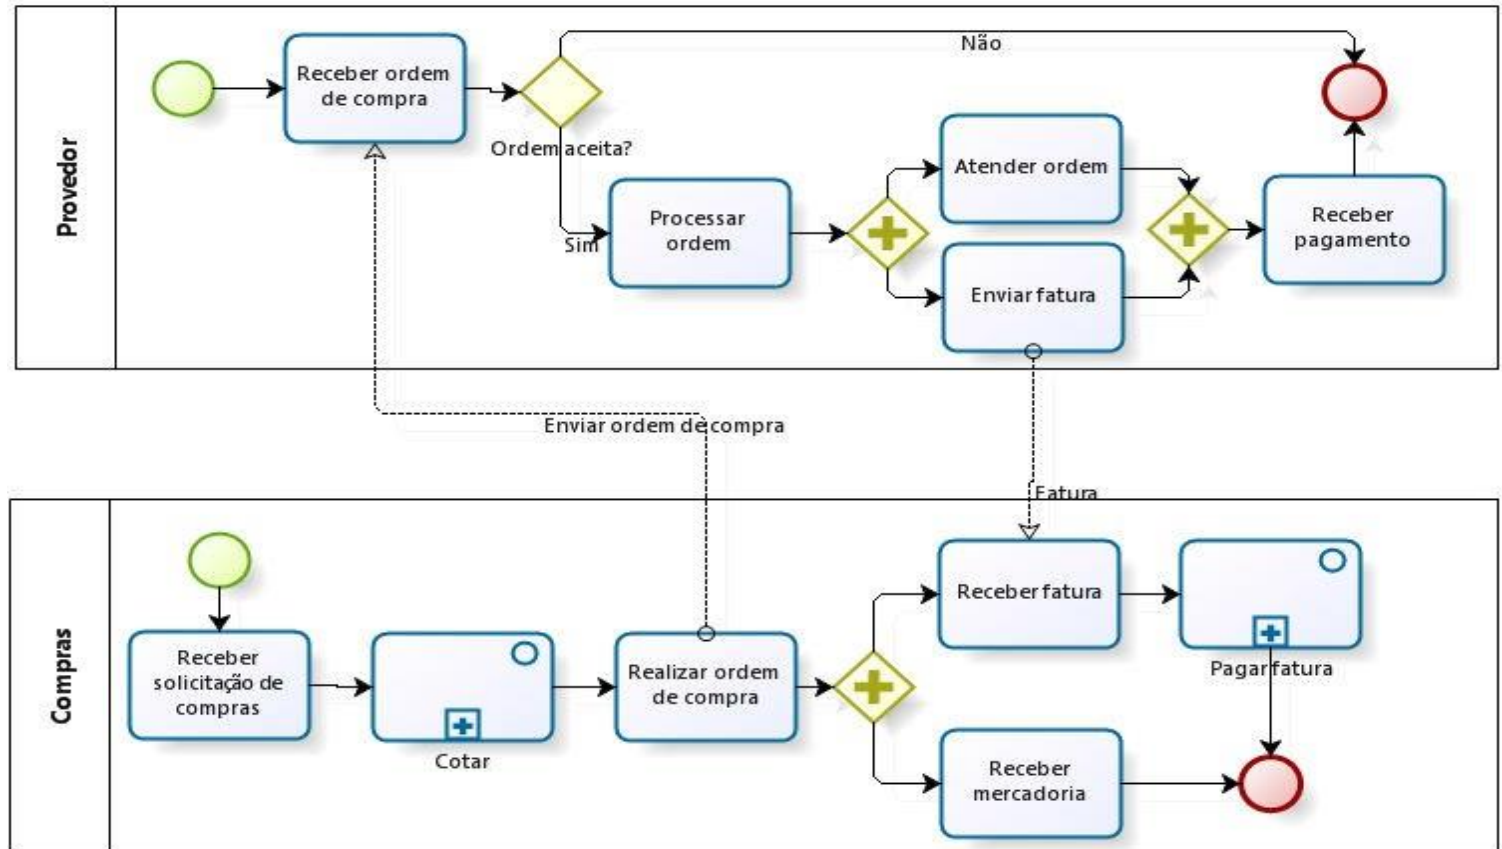 Provedor
Receber ordem
de compra
Não
Ordem aceita?
Sim
Processar
ordem
Atender ordem
Enviar fatura
Receber
pagamento
Enviar ordem de compra
Fatura
Compras
Receber
solicitação de
compras
Cotar
Realizar ordem
de compra
Receber fatura
Pagar fatura
Receber
mercadoria